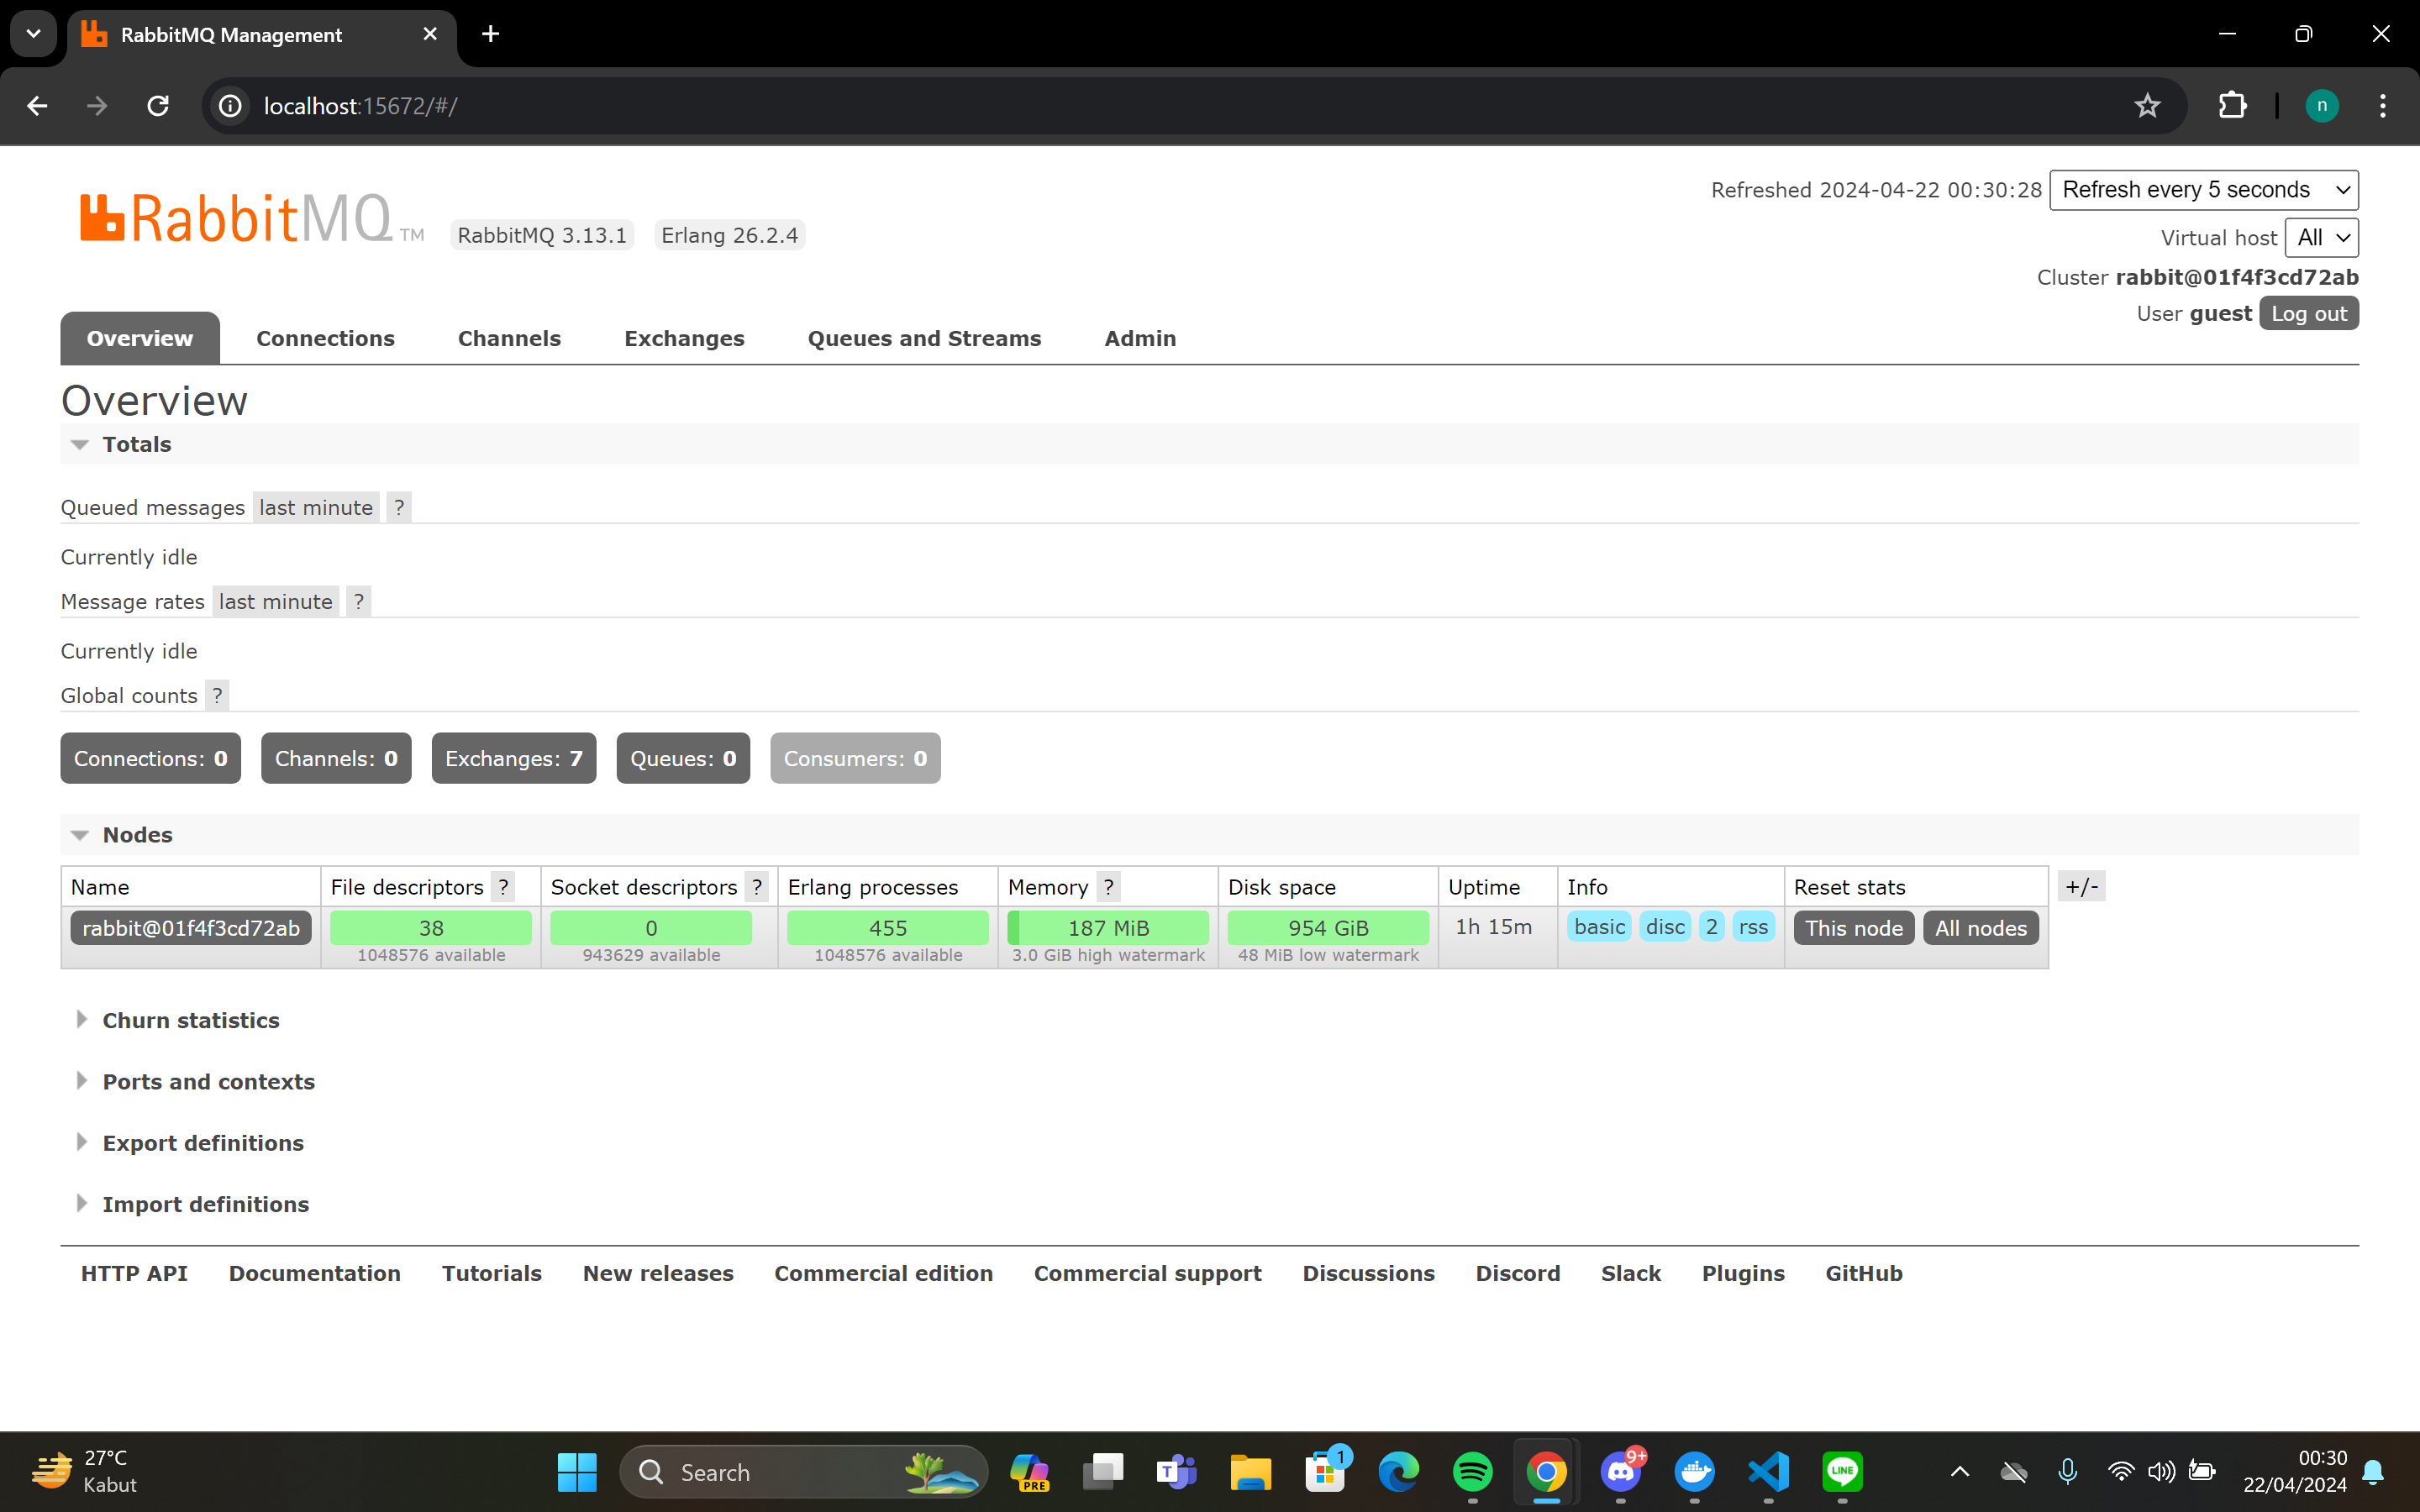 RabbitMQ Management
localhost:15672/#/
RabbitMQ TM
RabbitMQ 3.13.1 Erlang 26.2.4
Refreshed 2024-04-22 00:30:28 Refresh every 5 seconds
Virtual host All
Cluster rabbit@01f4f3cd72ab
User guest Log out
Overview Connections Channels Exchanges Queues and Streams Admin
Overview
Totals
Queued messages last minute ?
Currently idle
Message rates last minute ?
Currently idle
Global counts ?
Connections: 0 Channels: 0 Exchanges: 7 Queues: 0 Consumers: 0
Nodes
Name File descriptors ? Socket descriptors ? Erlang processes Memory ? Disk space Uptime Info Reset stats +/-
rabbit@01f4f3cd72ab 38 0 455 187 MiB 954 GiB 1h 15m basic disc 2 rss This node All nodes
1048576 available 943629 available 1048576 available 3.0 GiB high watermark 48 MiB low watermark
Churn statistics
Ports and contexts
Export definitions
Import definitions
HTTP API Documentation Tutorials New releases Commercial edition Commercial support Discussions Discord Slack Plugins GitHub
27°C
Kabut
Search
PRE
T
1
9+
LINE
00:30
22/04/2024
n